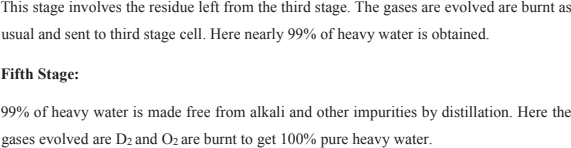 This stage involves the residue left from the third stage. The gases are evolved are burnt as
usual and sent to third stage cell. Here nearly 99% of heavy water is obtained.
Fifth Stage:
99% of heavy water is made free from alkali and other impurities by distillation. Here the
gases evolved are D2 and O2 are burnt to get 100% pure heavy water.